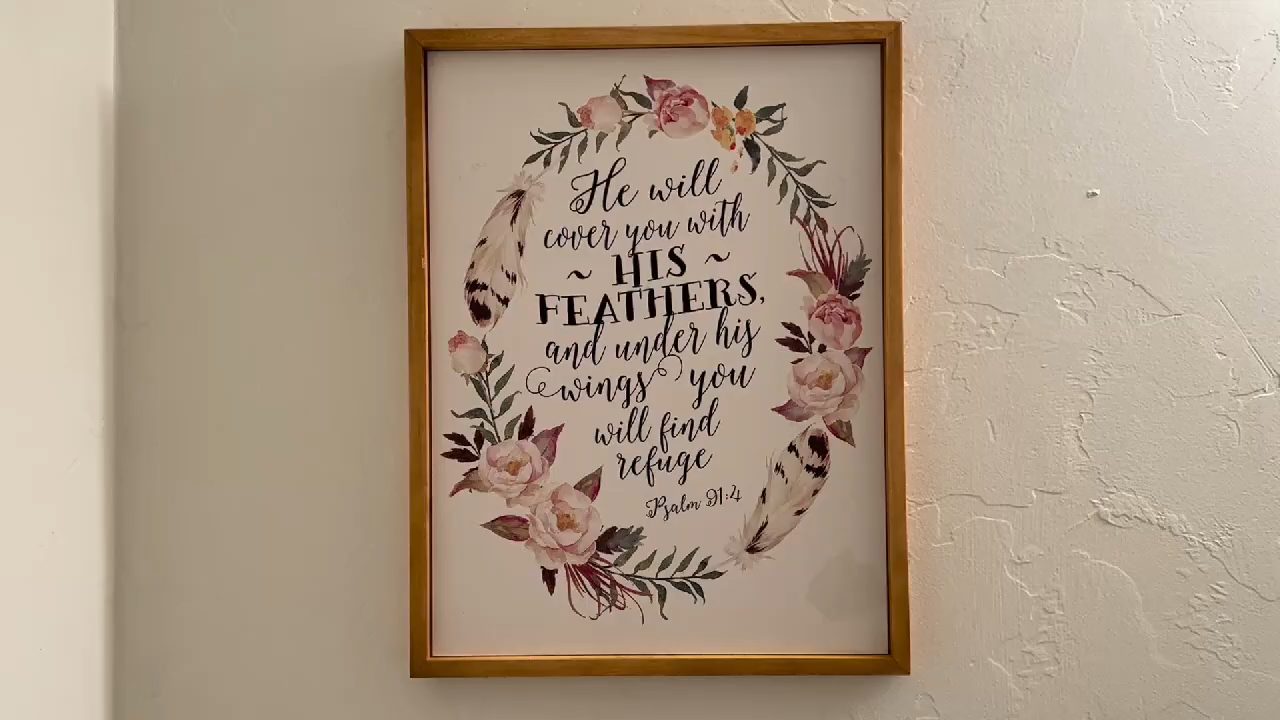 He will
cover you with
~ HIS ~
FEATHERS,
and under his
wings you
will find
refuge
Psalm 91:4